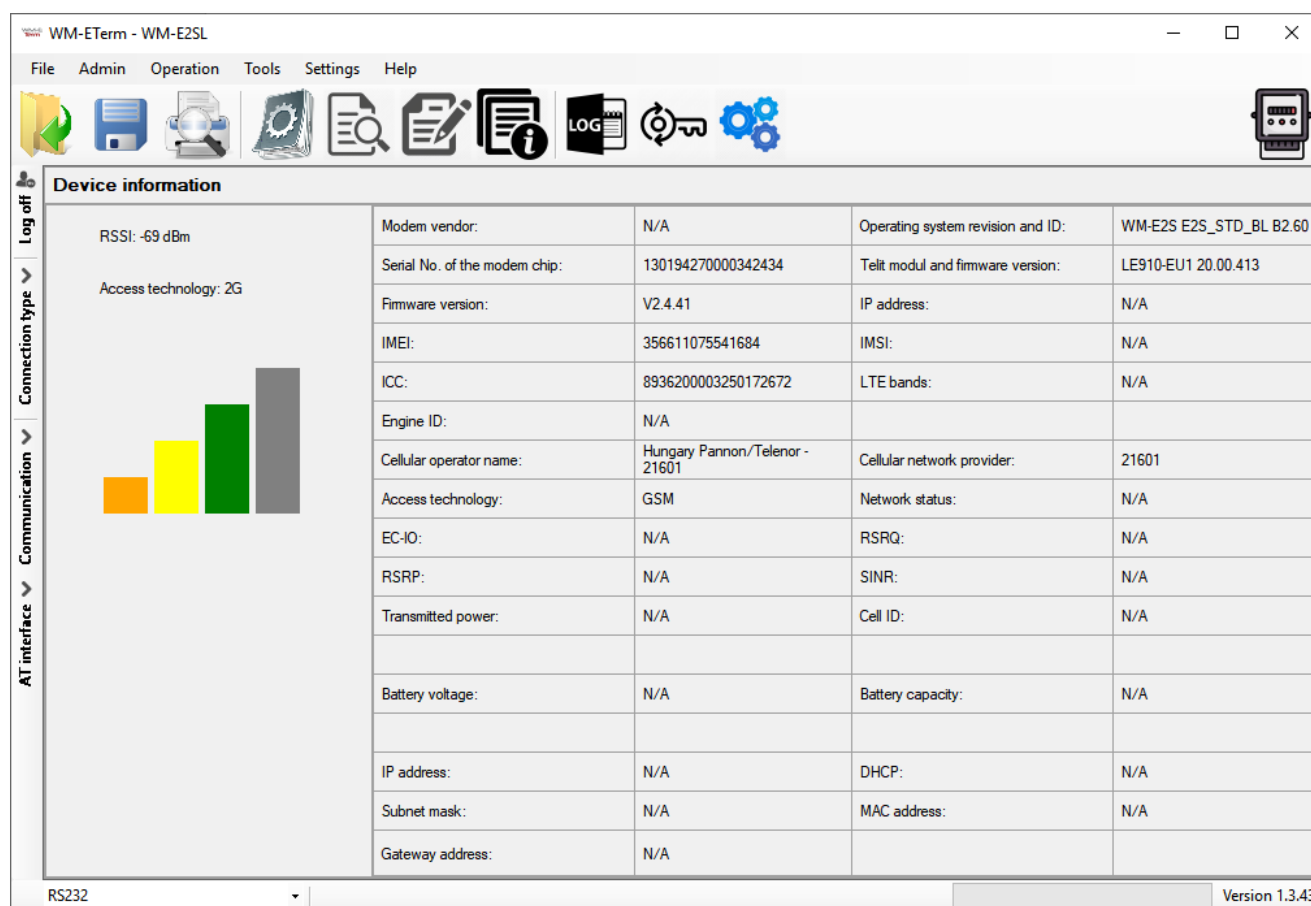 WM-ETerm - WM-E2SL
File Admin Operation Tools Settings Help
LOG
Log off
Connection type
Communication
AT interface
Device information
RSSI: -69 dBm
Access technology: 2G
Modem vendor: N/A Operating system revision and ID: WM-E2S E2S_STD_BL B2.60
Serial No. of the modem chip: 130194270000342434 Telit modul and firmware version: LE910-EU1 20.00.413
Firmware version: V2.4.41 IP address: N/A
IMEI: 356611075541684 IMSI: N/A
ICC: 8936200003250172672 LTE bands: N/A
Engine ID: N/A
Cellular operator name: Hungary Pannon/Telenor -
21601 Cellular network provider: 21601
Access technology: GSM Network status: N/A
EC-IO: N/A RSRQ: N/A
RSRP: N/A SINR: N/A
Transmitted power: N/A Cell ID: N/A
Battery voltage: N/A Battery capacity: N/A
IP address: N/A DHCP: N/A
Subnet mask: N/A MAC address: N/A
Gateway address: N/A
RS232 Version 1.3.43